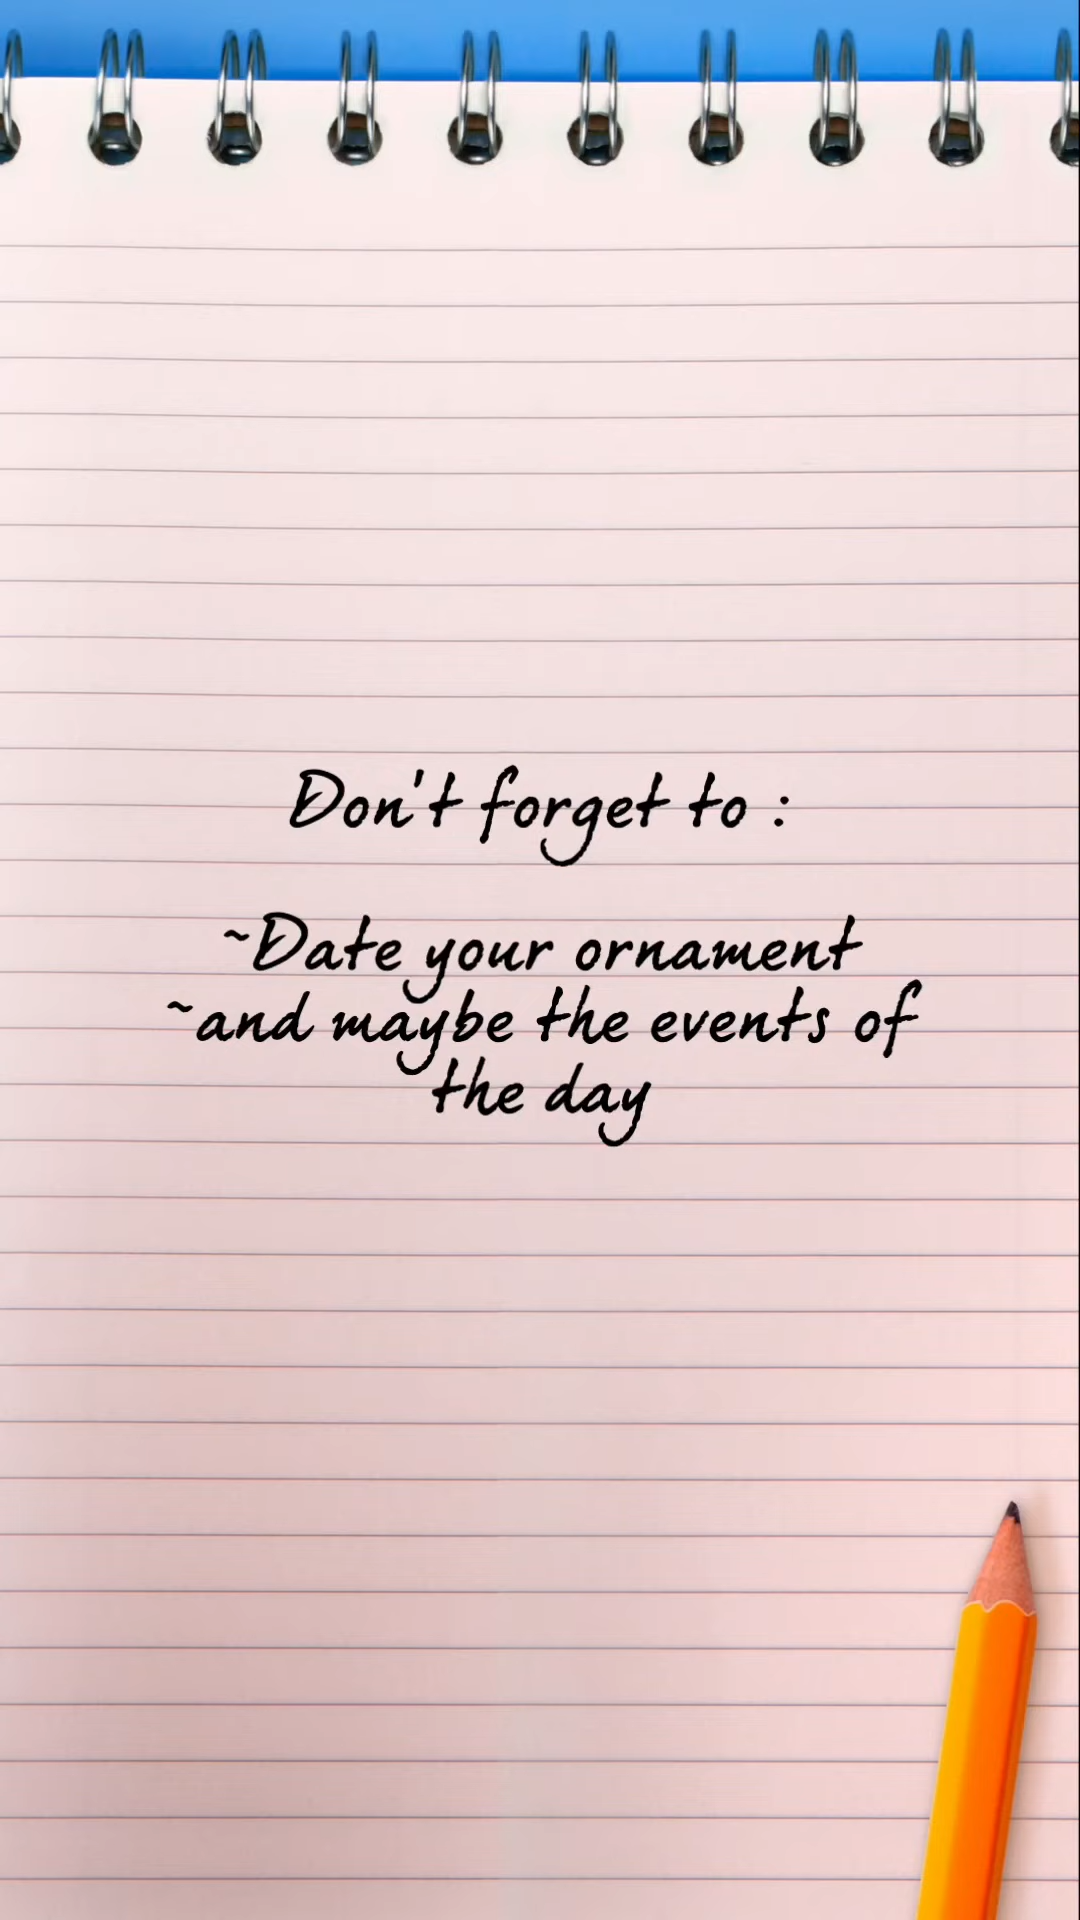 Don't forget to :
~Date your ornament
~and maybe the events of
the day